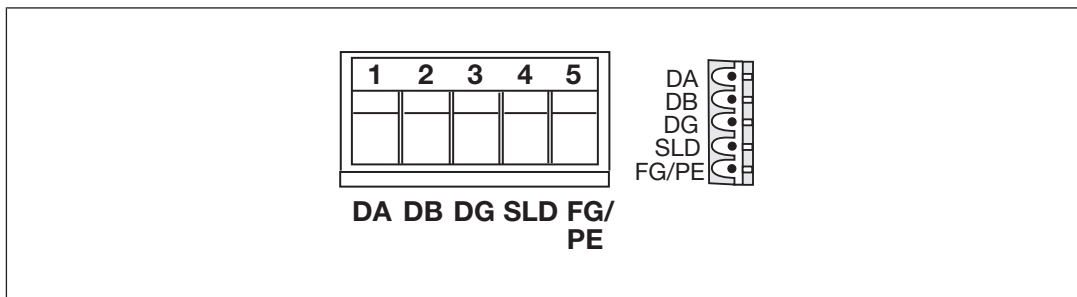 1 2 3 4 5
DA DB DG SLD FG/
PE
DA
DB
DG
SLD
FG/PE